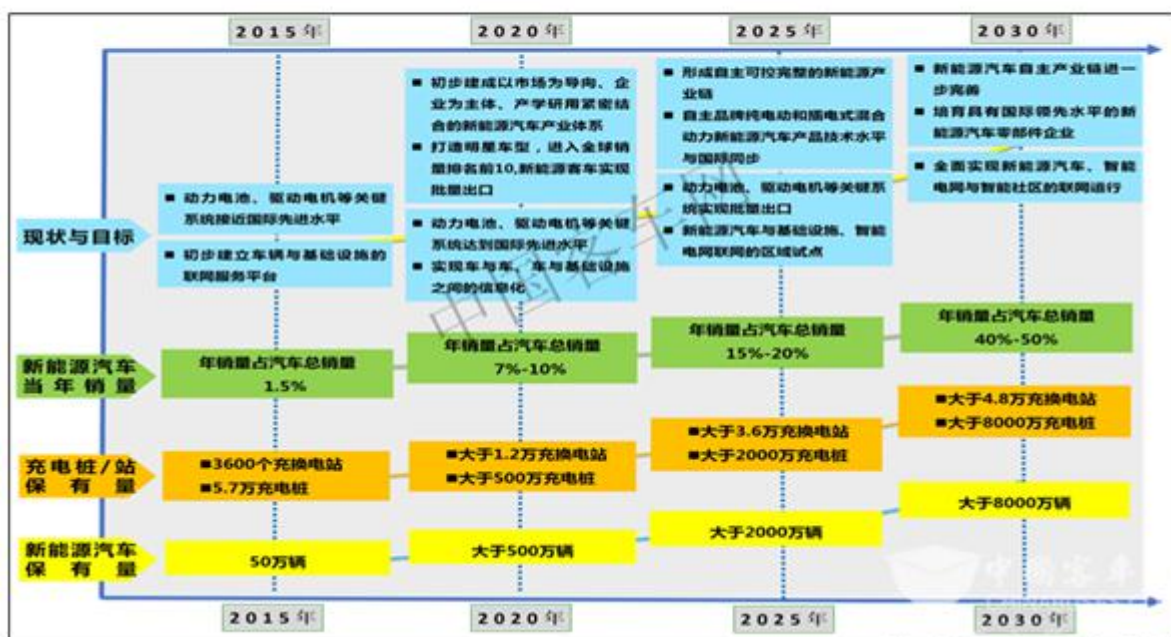 2015年
2020年
2025年
2030年
现状与目标
■ 动力电池、驱动电机等关键
系统接近国际先进水平
■ 初步建立车辆与基础设施的
联网服务平台
■ 初步建成以市场为导向、企
业为主体、产学研用紧密结
合的新能源汽车产业体系
■ 打造明星车型，进入全球销
量排名前10,新能源客车实现
批量出口
■ 动力电池、驱动电机等关键
系统达到国际先进水平
■ 实现车与车、车与基础设施
之间的信息化
■ 形成自主可控完整的新能源产
业链
■ 自主品牌纯电动和插电式混合
动力新能源汽车产品技术水平
与国际同步
■ 动力电池、驱动电机等关键系
统实现批量出口
■ 新能源汽车与基础设施、智能
电网联网的区域试点
■ 新能源汽车自主产业链进一
步完善
■ 培育具有国际领先水平的新
能源汽车零部件企业
■ 全面实现新能源汽车、智能
电网与智能社区的联网运行
新能源汽车
当年销量
年销量占汽车总销量
1.5%
年销量占汽车总销量
7%-10%
年销量占汽车总销量
15%-20%
年销量占汽车总销量
40%-50%
充电桩/站
保有量
■3600个充换电站
■5.7万充电桩
■大于1.2万充换电站
■大于500万充电桩
■大于3.6万充换电站
■大于2000万充电桩
■大于4.8万充换电站
■大于8000万充电桩
新能源汽车
保有量
50万辆
大于500万辆
大于2000万辆
大于8000万辆
2015年
2020年
2025年
2030年
中国客车网
中国客车